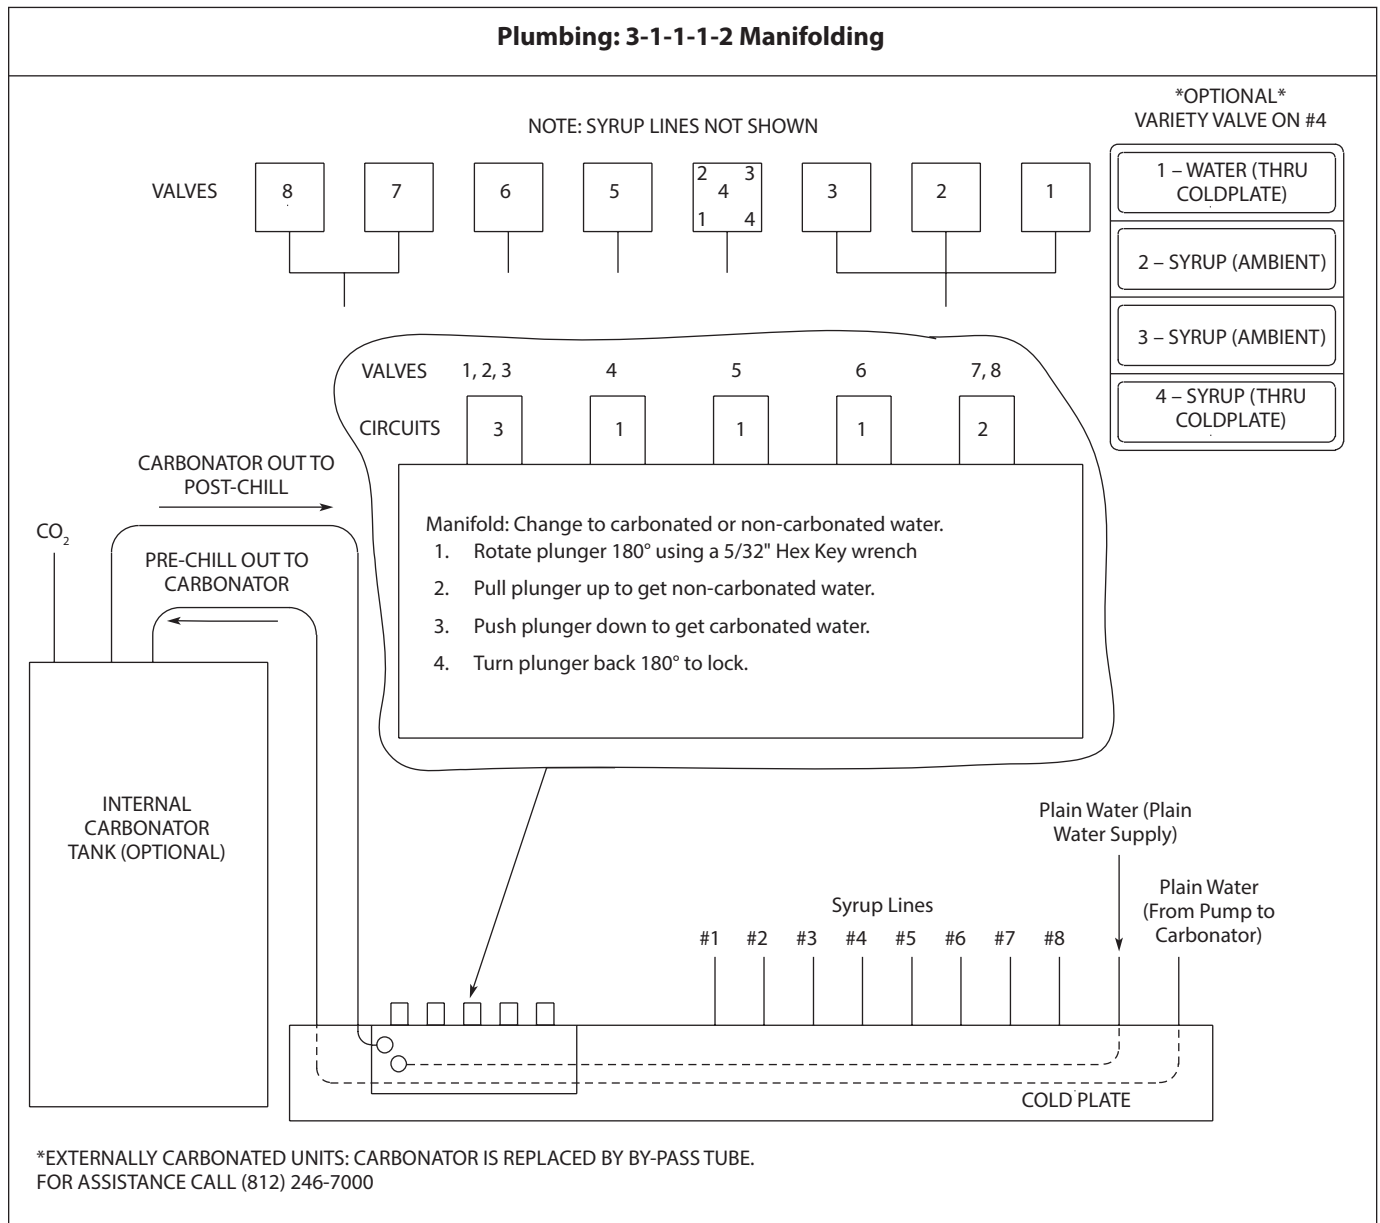 Plumbing: 3-1-1-1-2 Manifolding
*OPTIONAL*
VARIETY VALVE ON #4
NOTE: SYRUP LINES NOT SHOWN
VALVES 8 7 6 5 4 3 2 1
2 3
1 4
1 – WATER (THRU
COLDPLATE)
2 – SYRUP (AMBIENT)
3 – SYRUP (AMBIENT)
4 – SYRUP (THRU
COLDPLATE)
VALVES 1, 2, 3 4 5 6 7, 8
CIRCUITS 3 1 1 1 2
Manifold: Change to carbonated or non-carbonated water.
1. Rotate plunger 180° using a 5/32" Hex Key wrench
2. Pull plunger up to get non-carbonated water.
3. Push plunger down to get carbonated water.
4. Turn plunger back 180° to lock.
CARBONATOR OUT TO
POST-CHILL
CO2
PRE-CHILL OUT TO
CARBONATOR
INTERNAL
CARBONATOR
TANK (OPTIONAL)
Plain Water (Plain
Water Supply)
Plain Water
(From Pump to
Carbonator)
Syrup Lines
#1 #2 #3 #4 #5 #6 #7 #8
COLD PLATE
*EXTERNALLY CARBONATED UNITS: CARBONATOR IS REPLACED BY BY-PASS TUBE.
FOR ASSISTANCE CALL (812) 246-7000